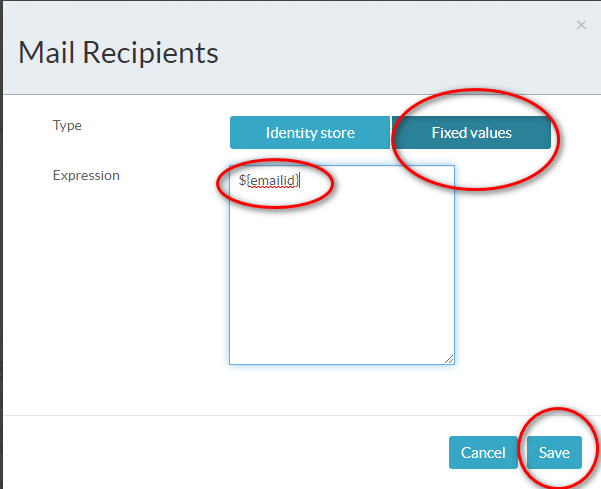 ×
Mail Recipients
Type
Identity store
Fixed values
Expression
${emailid}
Cancel
Save